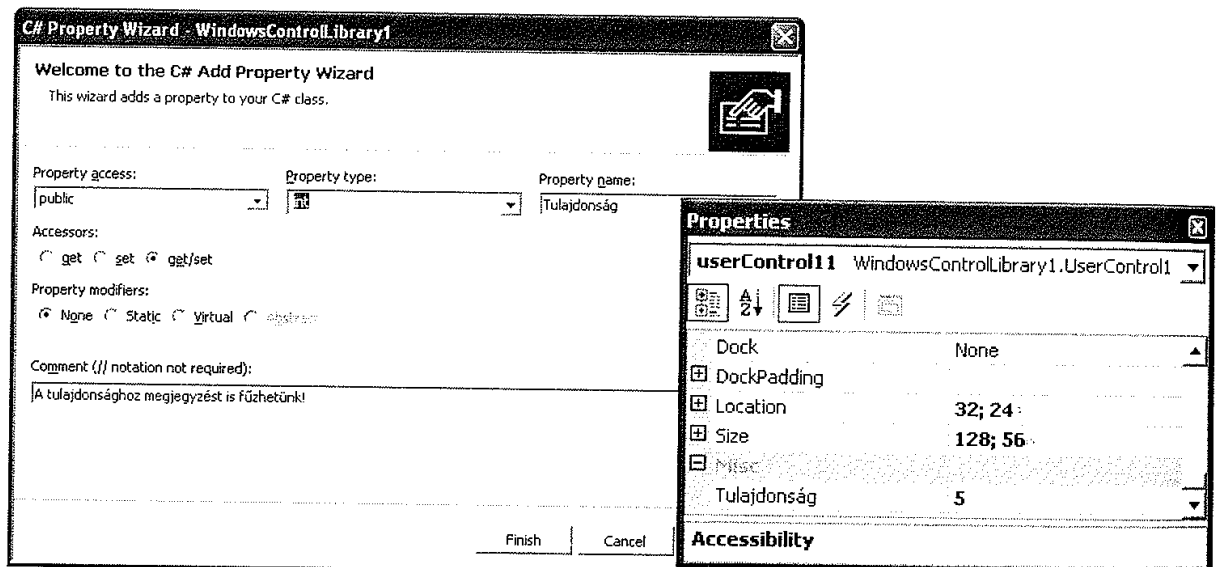 C# Property Wizard - WindowsControlLibrary1
Welcome to the C# Add Property Wizard
This wizard adds a property to your C# class.
Property access:
Property type:
Property name:
public
int
Tulajdonság
Accessors:
get set get/set
Property modifiers:
None Static Virtual abstract
Comment (// notation not required):
A tulajdonsághoz megjegyzést is fűzhetünk!
Finish
Cancel
Properties
userControl11 WindowsControlLibrary1.UserControl1
Dock None
DockPadding
Location 32; 24
Size 128; 56
Misc
Tulajdonság 5
Accessibility